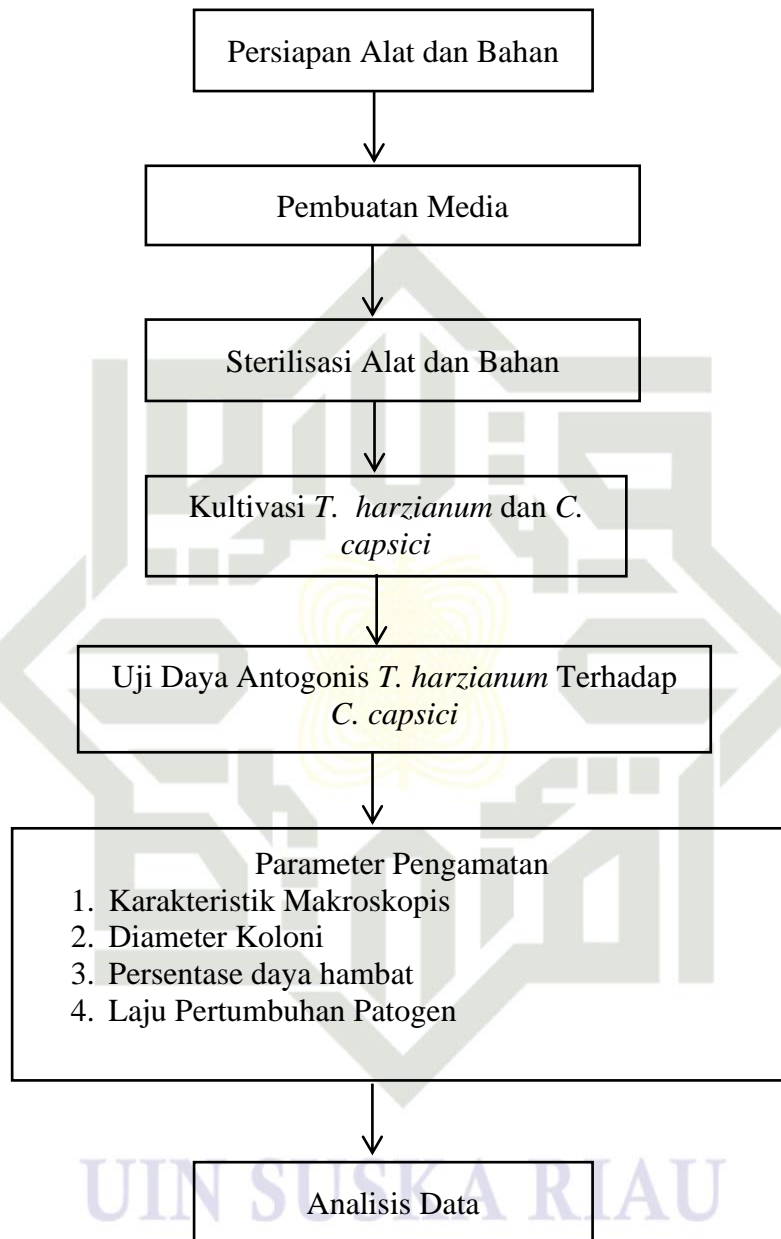 Persiapan Alat dan Bahan
Pembuatan Media
Sterilisasi Alat dan Bahan
Kultivasi T. harzianum dan C.
capsici
Uji Daya Antogonis T. harzianum Terhadap
C. capsici
Parameter Pengamatan
1. Karakteristik Makroskopis
2. Diameter Koloni
3. Persentase daya hambat
4. Laju Pertumbuhan Patogen
Analisis Data
UIN SUSKA RIAU